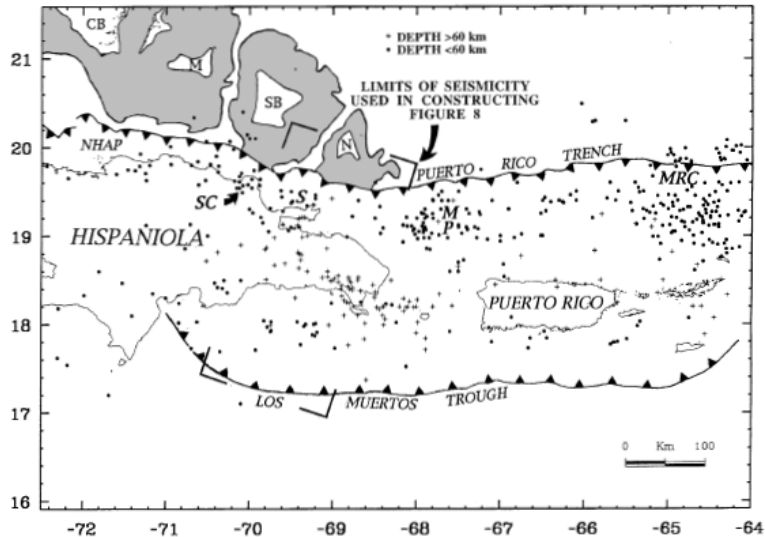 CB
+ DEPTH >60 km
• DEPTH <60 km
M
LIMITS OF SEISMICITY
USED IN CONSTRUCTING
FIGURE 8
SB
N
NHAP
PUERTO RICO TRENCH
MRC
SC
S
M
P
HISPANIOLA
PUERTO RICO
LOS MUERTOS TROUGH
0 Km 100
21
20
19
18
17
16
-72 -71 -70 -69 -68 -67 -66 -65 -64